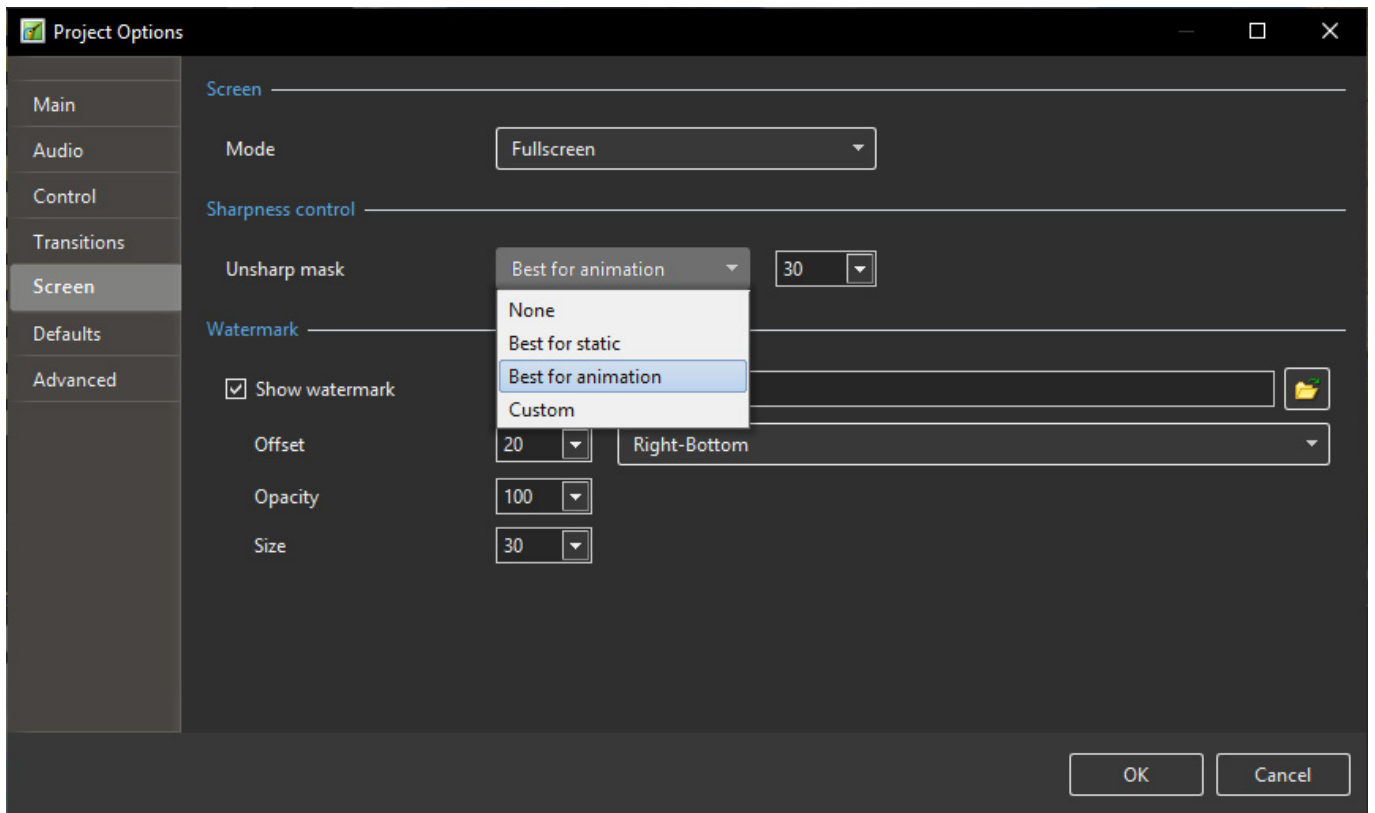 Project Options
Main
Audio
Control
Transitions
Screen
Defaults
Advanced
Screen
Mode Fullscreen
Sharpness control
Unsharp mask Best for animation 30
None
Best for static
Best for animation
Custom
Watermark
Show watermark
Offset 20 Right-Bottom
Opacity 100
Size 30
OK Cancel